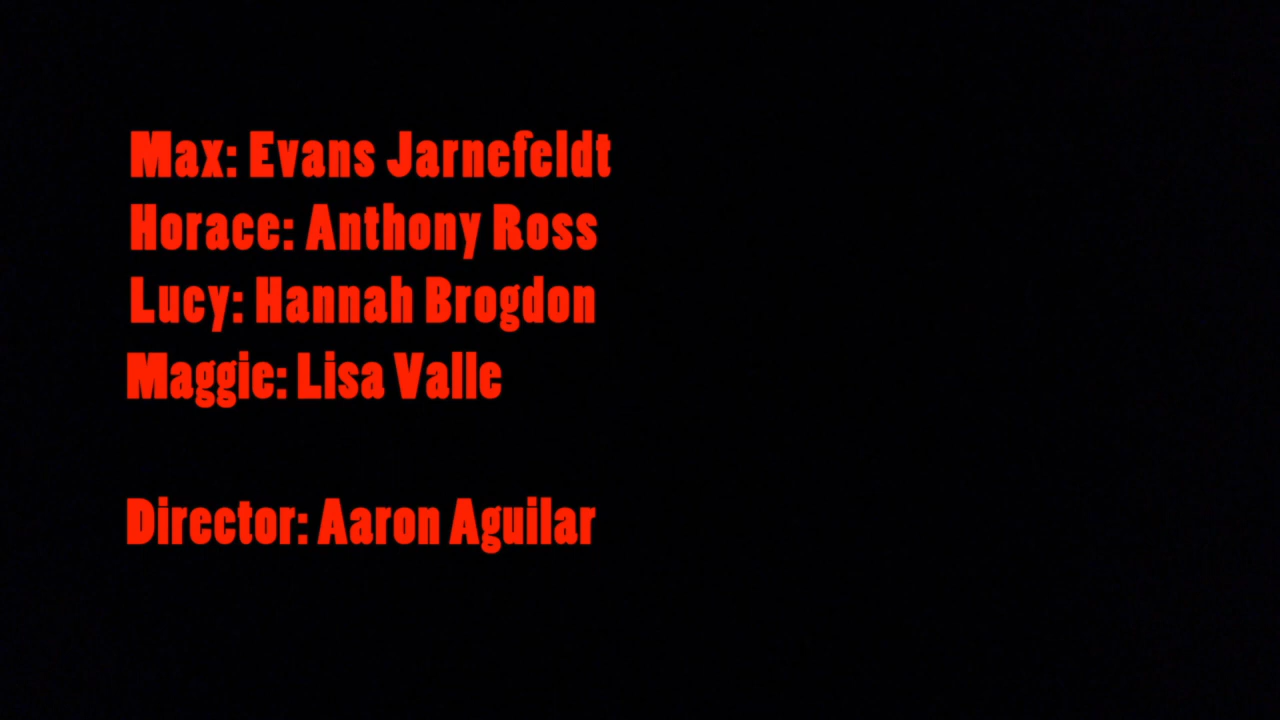 Max: Evans Jarnefeldt
Horace: Anthony Ross
Lucy: Hannah Brogdon
Maggie: Lisa Valle
Director: Aaron Aguilar